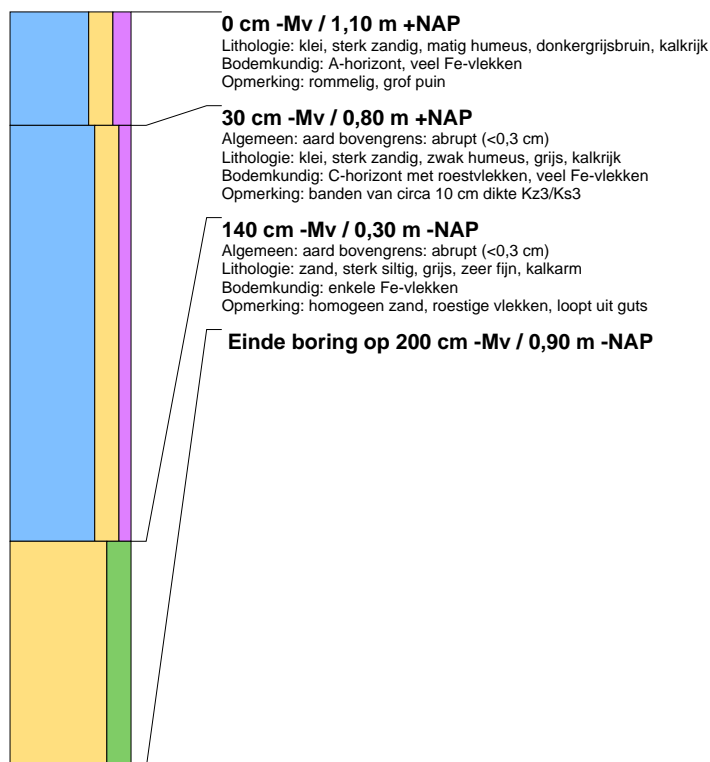 0 cm -Mv / 1,10 m +NAP
Lithologie: klei, sterk zandig, matig humeus, donkergrijsbruin, kalkrijk
Bodemkundig: A-horizont, veel Fe-vlekken
Opmerking: rommelig, grof puin
30 cm -Mv / 0,80 m +NAP
Algemeen: aard bovengrens: abrupt (<0,3 cm)
Lithologie: klei, sterk zandig, zwak humeus, grijs, kalkrijk
Bodemkundig: C-horizont met roestvlekken, veel Fe-vlekken
Opmerking: banden van circa 10 cm dikte Kz3/Ks3
140 cm -Mv / 0,30 m -NAP
Algemeen: aard bovengrens: abrupt (<0,3 cm)
Lithologie: zand, sterk siltig, grijs, zeer fijn, kalkarm
Bodemkundig: enkele Fe-vlekken
Opmerking: homogeen zand, roestige vlekken, loopt uit guts
Einde boring op 200 cm -Mv / 0,90 m -NAP